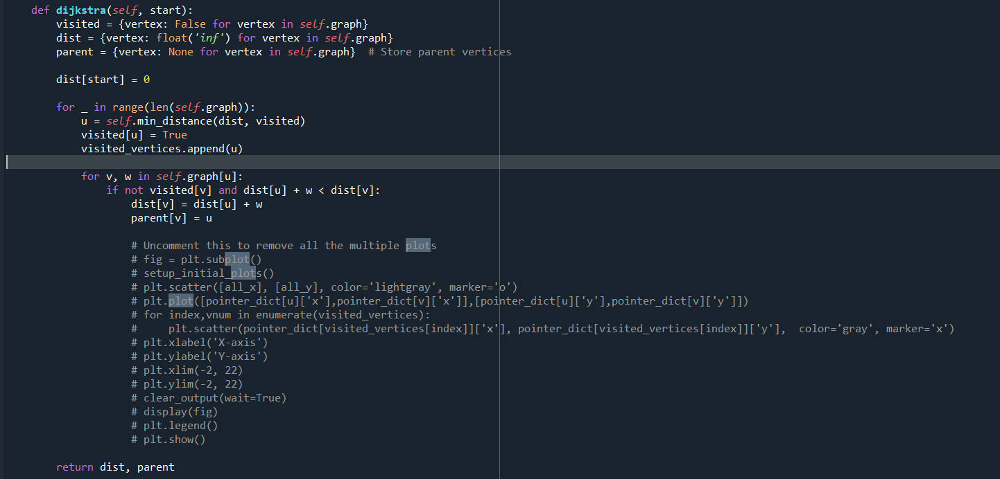 def dijkstra(self, start):
    visited = {vertex: False for vertex in self.graph}
    dist = {vertex: float('inf') for vertex in self.graph}
    parent = {vertex: None for vertex in self.graph}  # Store parent vertices
    dist[start] = 0
    for _ in range(len(self.graph)):
        u = self.min_distance(dist, visited)
        visited[u] = True
        visited_vertices.append(u)
        for v, w in self.graph[u]:
            if not visited[v] and dist[u] + w < dist[v]:
                dist[v] = dist[u] + w
                parent[v] = u
                # Uncomment this to remove all the multiple plots
                # fig = plt.subplot()
                # setup_initial_plots()
                # plt.scatter([all_x], [all_y], color='lightgray', marker='o')
                # plt.plot([pointer_dict[u]['x'],pointer_dict[v]['x']],[pointer_dict[u]['y'],pointer_dict[v]['y']])
                # for index,vnum in enumerate(visited_vertices):
                #     plt.scatter(pointer_dict[visited_vertices[index]]['x'], pointer_dict[visited_vertices[index]]['y'],  color='gray', marker='x')
                # plt.xlabel('X-axis')
                # plt.ylabel('Y-axis')
                # plt.xlim(-2, 22)
                # plt.ylim(-2, 22)
                # clear_output(wait=True)
                # display(fig)
                # plt.legend()
                # plt.show()
    return dist, parent